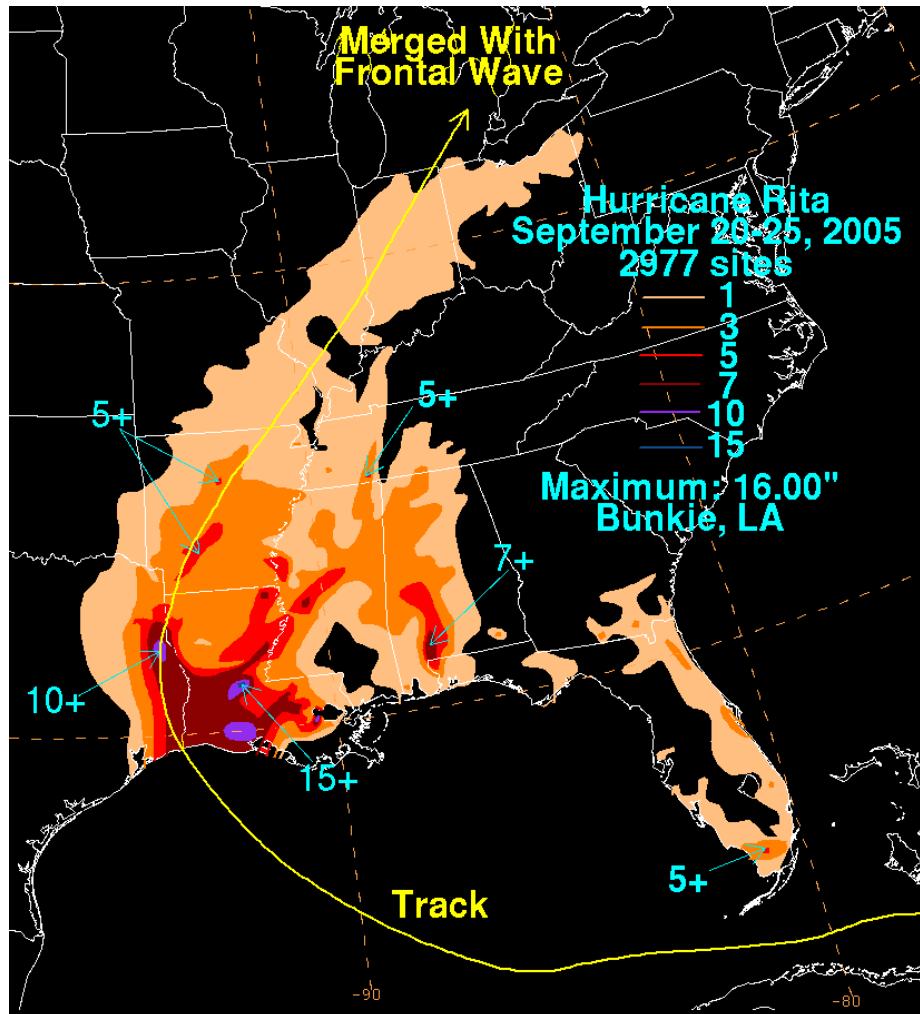 Merged With
Frontal Wave
Hurricane Rita
September 20-25, 2005
2977 sites
1
3
5
7
10
15
Maximum: 16.00"
Bunkie, LA
5+
5+
7+
10+
15+
5+
Track
-90
-80